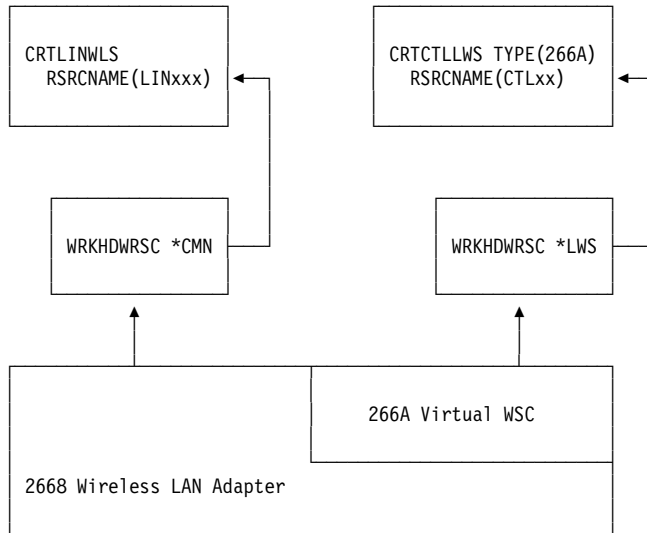 CRTLINWLS
RSRCNAME(LINxxx)
CRTCTLLWS TYPE(266A)
RSRCNAME(CTLxx)
WRKHDWRSC *CMN
WRKHDWRSC *LWS
266A Virtual WSC
2668 Wireless LAN Adapter